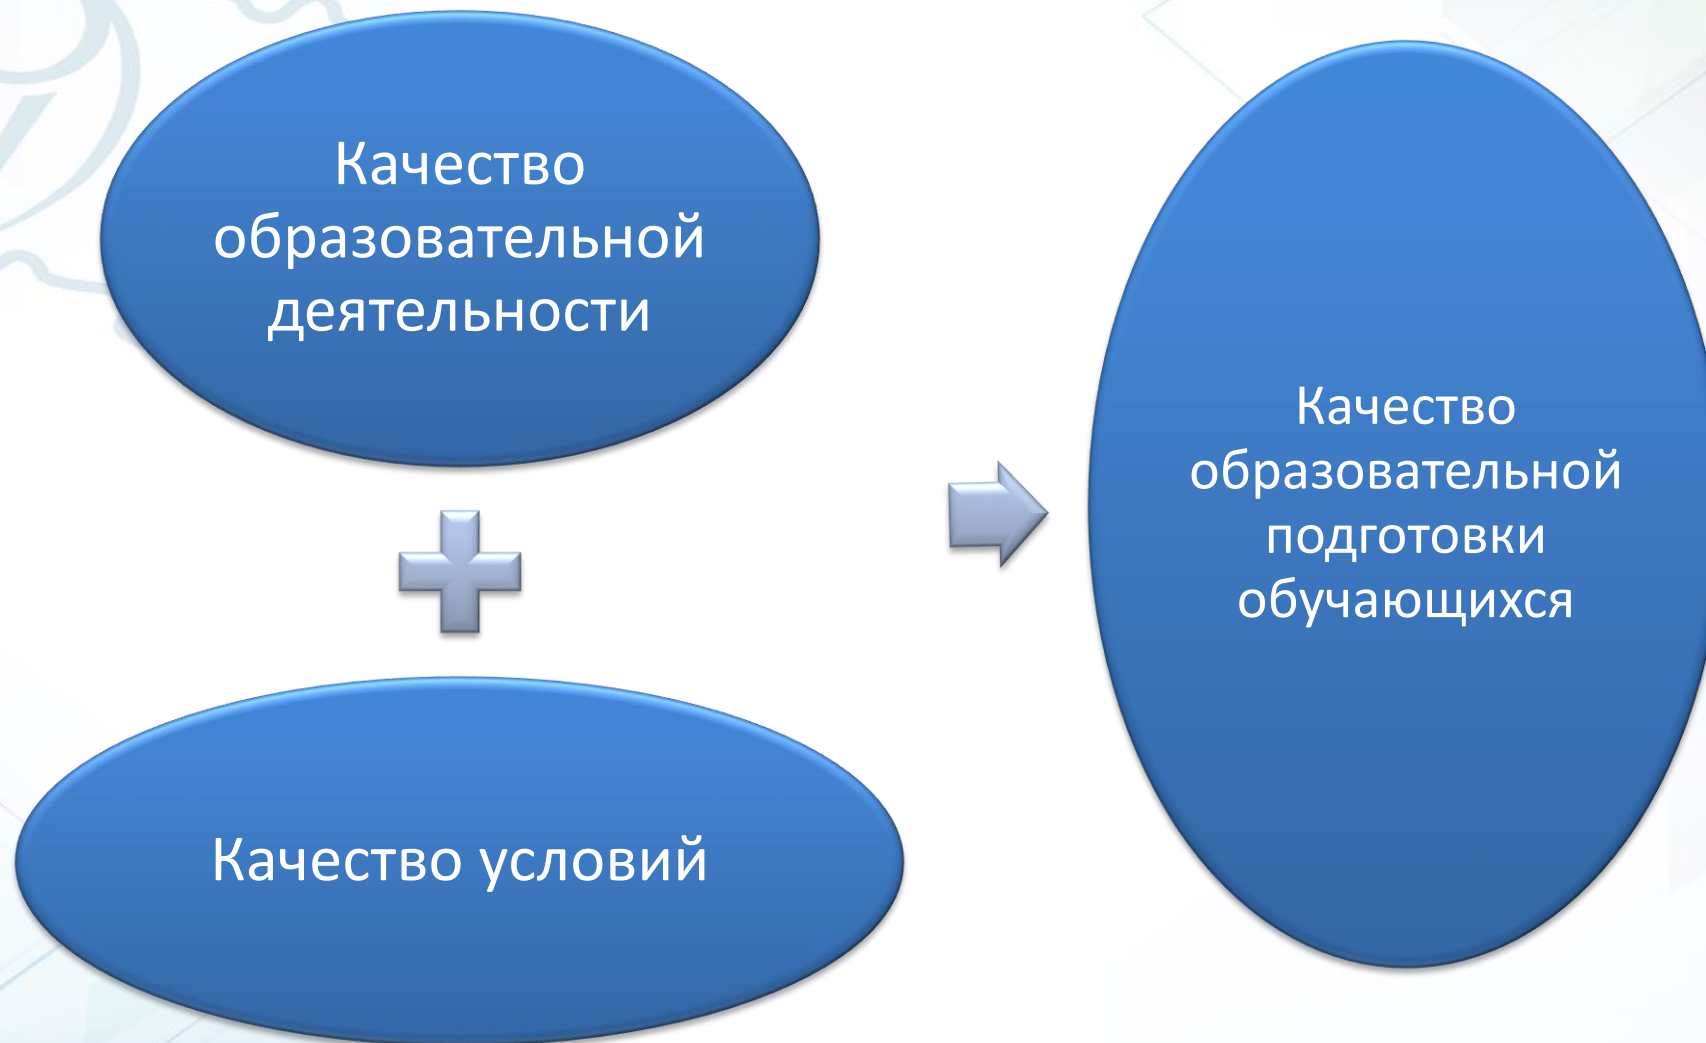 Качество
образовательной
деятельности
Качество условий
Качество
образовательной
подготовки
обучающихся